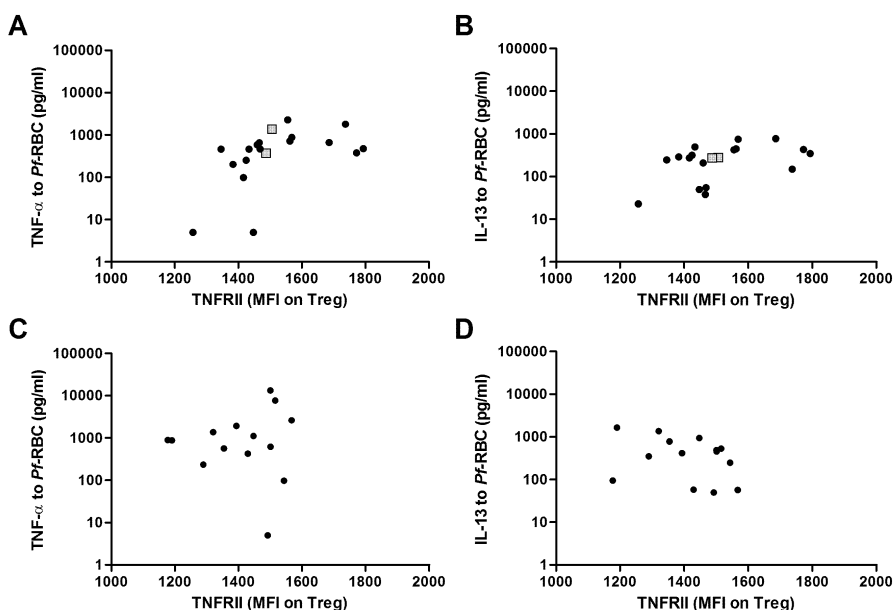 A
TNF-α to Pf-RBC (pg/ml)
100000
10000
1000
100
10
1
1000 1200 1400 1600 1800 2000
TNFRII (MFI on Treg)
B
IL-13 to Pf-RBC (pg/ml)
100000
10000
1000
100
10
1
1000 1200 1400 1600 1800 2000
TNFRII (MFI on Treg)
C
TNF-α to Pf-RBC (pg/ml)
100000
10000
1000
100
10
1
1000 1200 1400 1600 1800 2000
TNFRII (MFI on Treg)
D
IL-13 to Pf-RBC (pg/ml)
100000
10000
1000
100
10
1
1000 1200 1400 1600 1800 2000
TNFRII (MFI on Treg)